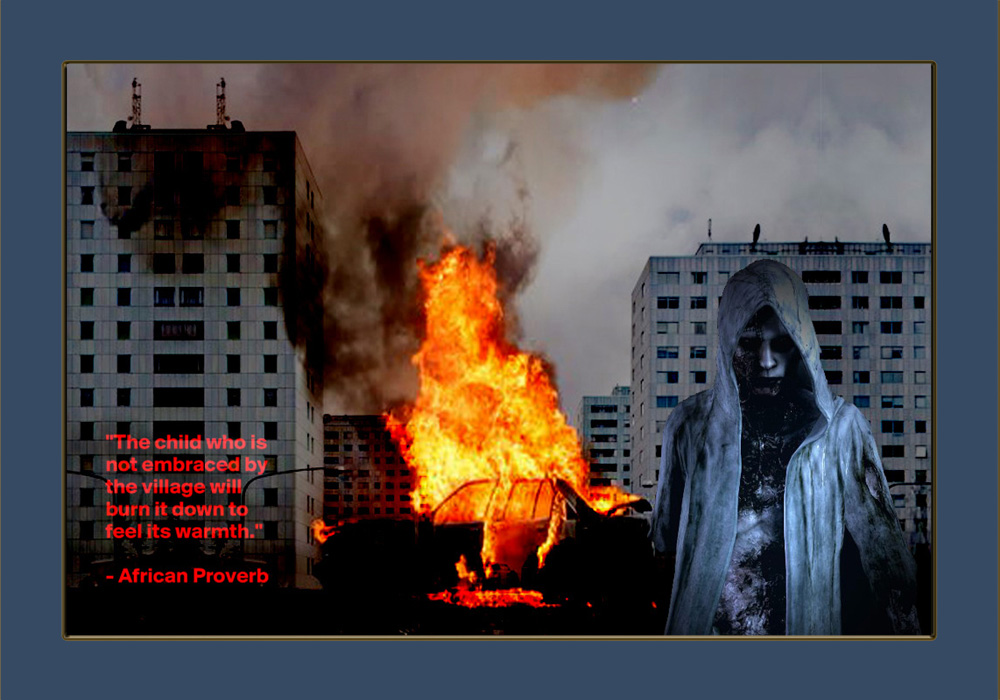 "The child who is
not embraced by
the village will
burn it down to
feel its warmth."
- African Proverb